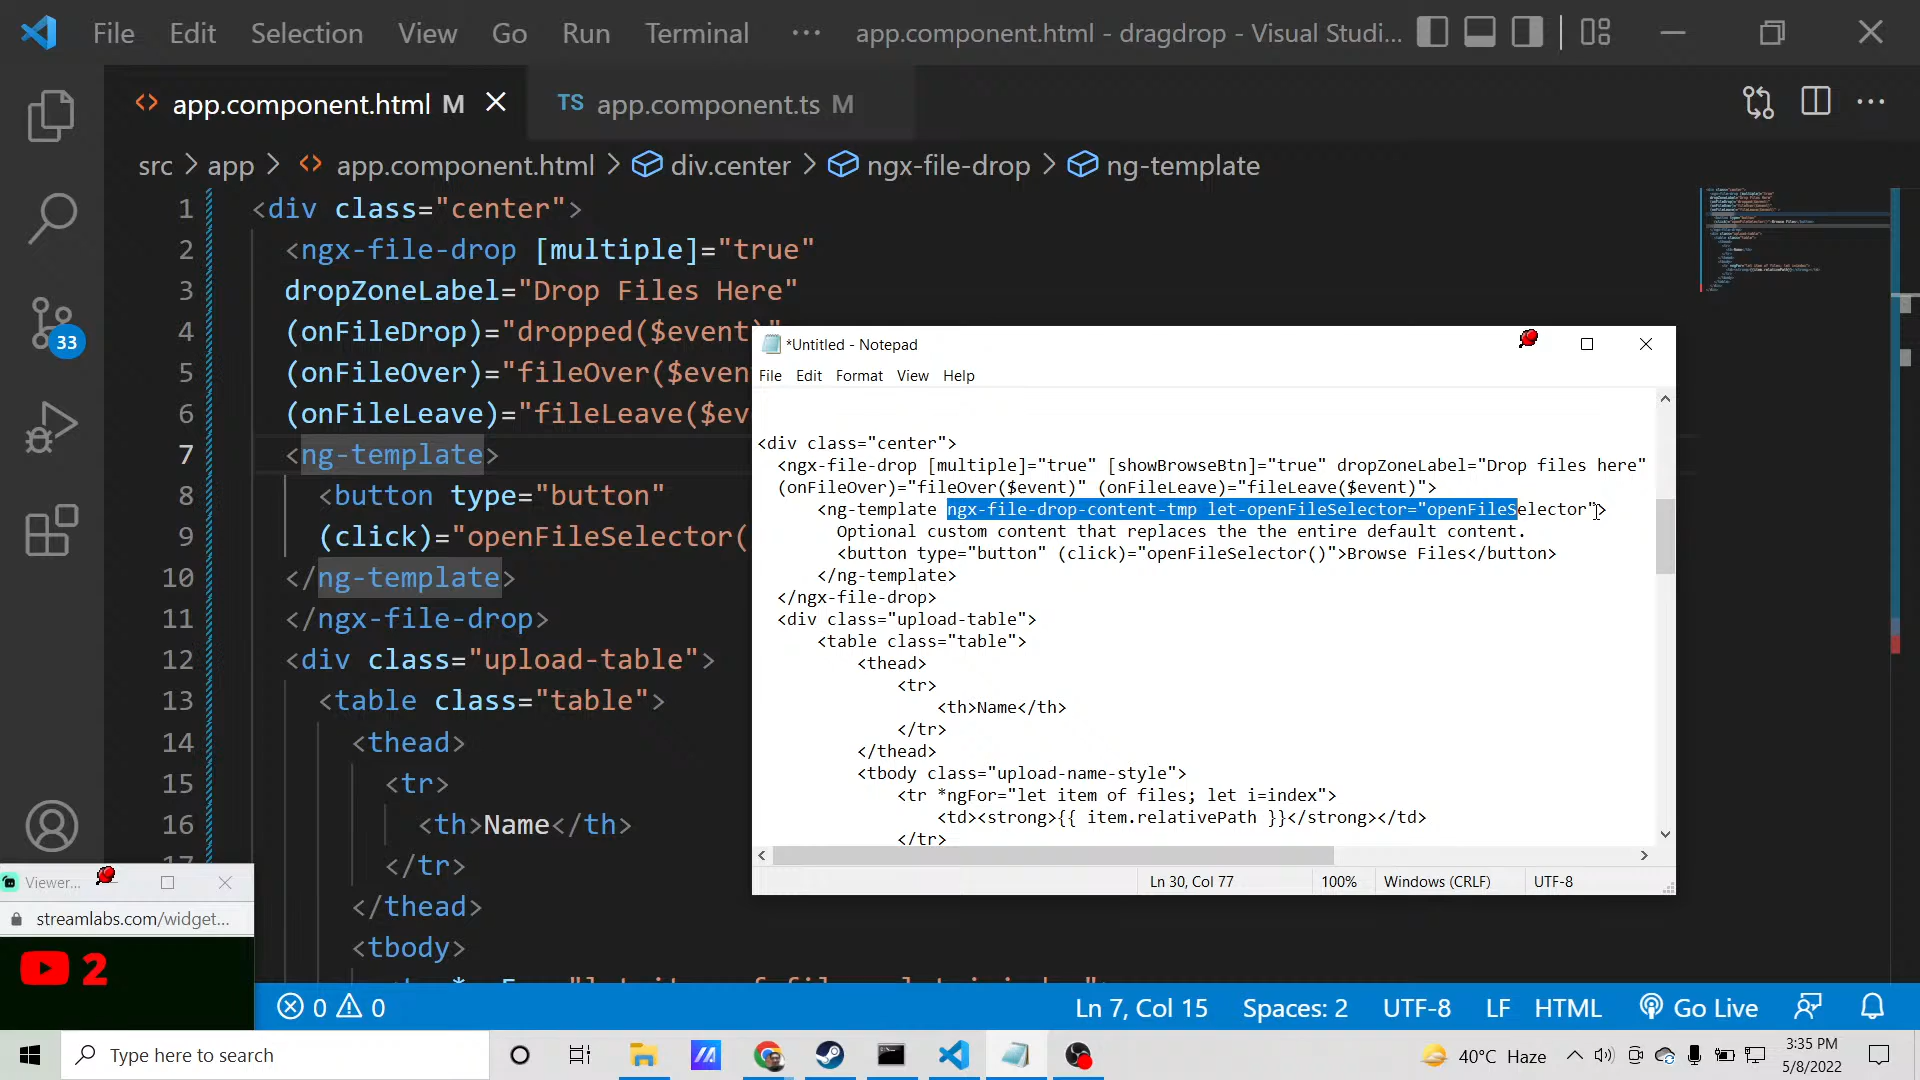 File Edit Selection View Go Run Terminal ··· app.component.html - dragdrop - Visual Studi...
app.component.html M
TS app.component.ts M
src > app > app.component.html > div.center > ngx-file-drop > ng-template
1 <div class="center">
2 <ngx-file-drop [multiple]="true"
3 dropZoneLabel="Drop Files Here"
4 (onFileDrop)="dropped($event)"
5 (onFileOver)="fileOver($even
6 (onFileLeave)="fileLeave($ev
7 <ng-template>
8 <button type="button"
9 (click)="openFileSelector(
10 </ng-template>
11 </ngx-file-drop>
12 <div class="upload-table">
13 <table class="table">
14 <thead>
15 <tr>
16 <th>Name</th>
</tr>
</thead>
<tbody>
33
*Untitled - Notepad
File Edit Format View Help
<div class="center">
<ngx-file-drop [multiple]="true" [showBrowseBtn]="true" dropZoneLabel="Drop files here"
(onFileOver)="fileOver($event)" (onFileLeave)="fileLeave($event)">
<ng-template ngx-file-drop-content-tmp let-openFileSelector="openFileSelector">
Optional custom content that replaces the the entire default content.
<button type="button" (click)="openFileSelector()">Browse Files</button>
</ng-template>
</ngx-file-drop>
<div class="upload-table">
<table class="table">
<thead>
<tr>
<th>Name</th>
</tr>
</thead>
<tbody class="upload-name-style">
<tr *ngFor="let item of files; let i=index">
<td><strong>{{ item.relativePath }}</strong></td>
</tr>
Ln 30, Col 77 100% Windows (CRLF) UTF-8
Viewer...
streamlabs.com/widget...
2
0 0 Ln 7, Col 15 Spaces: 2 UTF-8 LF HTML Go Live
Type here to search
40°C Haze
3:35 PM
5/8/2022